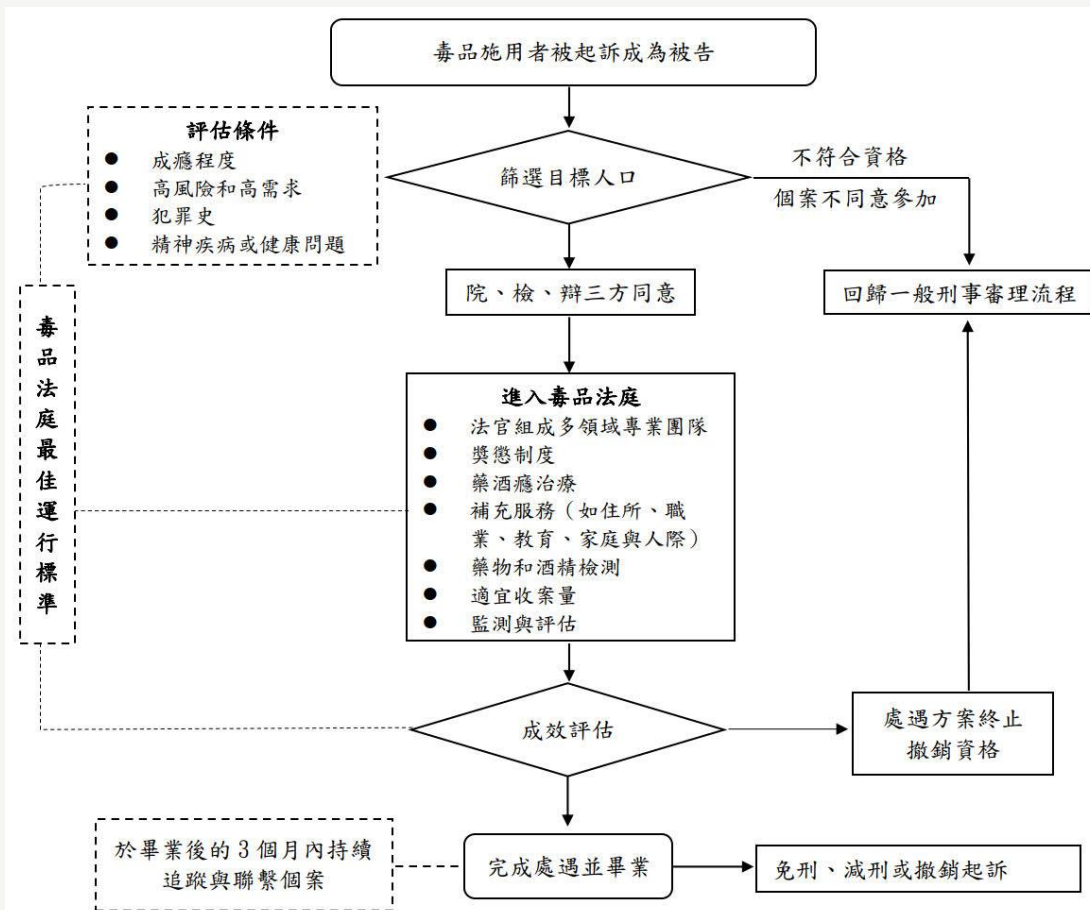 毒品施用者被起訴成為被告
評估條件
● 成癮程度
● 高風險和高需求
● 犯罪史
● 精神疾病或健康問題
篩選目標人口
不符合資格
個案不同意參加
院、檢、辯三方同意
回歸一般刑事審理流程
毒品法庭最佳運行標準
進入毒品法庭
● 法官組成多領域專業團隊
● 獎懲制度
● 藥酒癮治療
● 補充服務（如住所、職
業、教育、家庭與人際）
● 藥物和酒精檢測
● 適宜收案量
● 監測與評估
成效評估
處遇方案終止
撤銷資格
於畢業後的 3 個月內持續
追蹤與聯繫個案
完成處遇並畢業
免刑、減刑或撤銷起訴